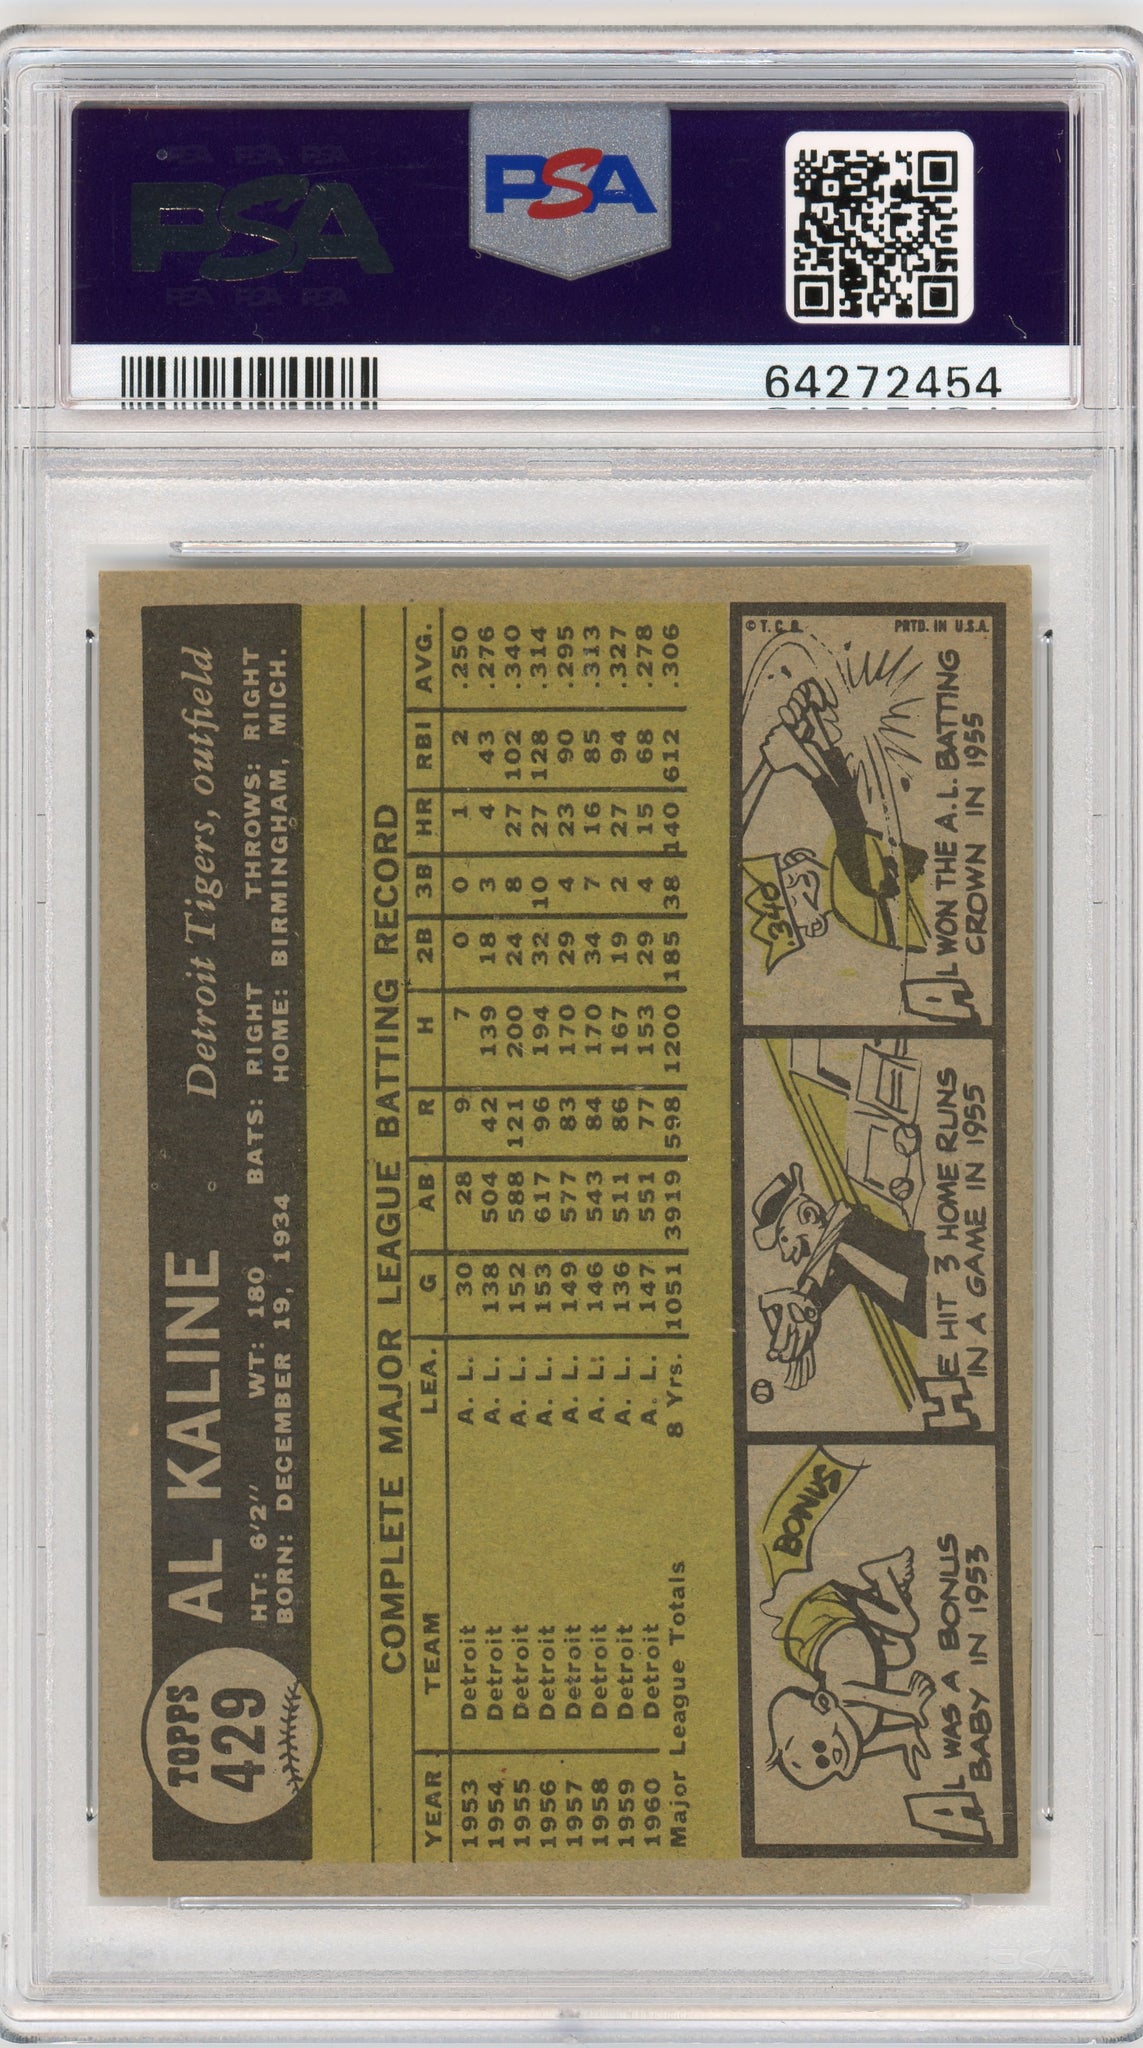 PSA PSA PSA
PSA
PSA PSA PSA
PSA
64272454
TOPPS
429
AL KALINE
Detroit Tigers, outfield
HT: 6'2" WT: 180 BATS: RIGHT THROWS: RIGHT
BORN: DECEMBER 19, 1934 HOME: BIRMINGHAM, MICH.
COMPLETE MAJOR LEAGUE BATTING RECORD
YEAR TEAM LEA. G AB R H 2B 3B HR RBI AVG.
1953 Detroit A. L. 30 28 9 7 0 0 1 2 .250
1954 Detroit A. L. 138 504 42 139 18 3 4 43 .276
1955 Detroit A. L. 152 588 121 200 24 8 27 102 .340
1956 Detroit A. L. 153 617 96 194 32 10 27 128 .314
1957 Detroit A. L. 149 577 83 170 29 4 23 90 .295
1958 Detroit A. L. 146 543 84 170 34 7 16 85 .313
1959 Detroit A. L. 136 511 86 167 19 2 27 94 .327
1960 Detroit A. L. 147 551 77 153 29 4 15 68 .278
Major League Totals 8 Yrs. 1051 3919 598 1200 185 38 140 612 .306
BONUS
AL WAS A BONUS
BABY IN 1953
HE HIT 3 HOME RUNS
IN A GAME IN 1955
© T. C. G. PRTD. IN U.S.A.
.340
AL WON THE A.L. BATTING
CROWN IN 1955
PSA